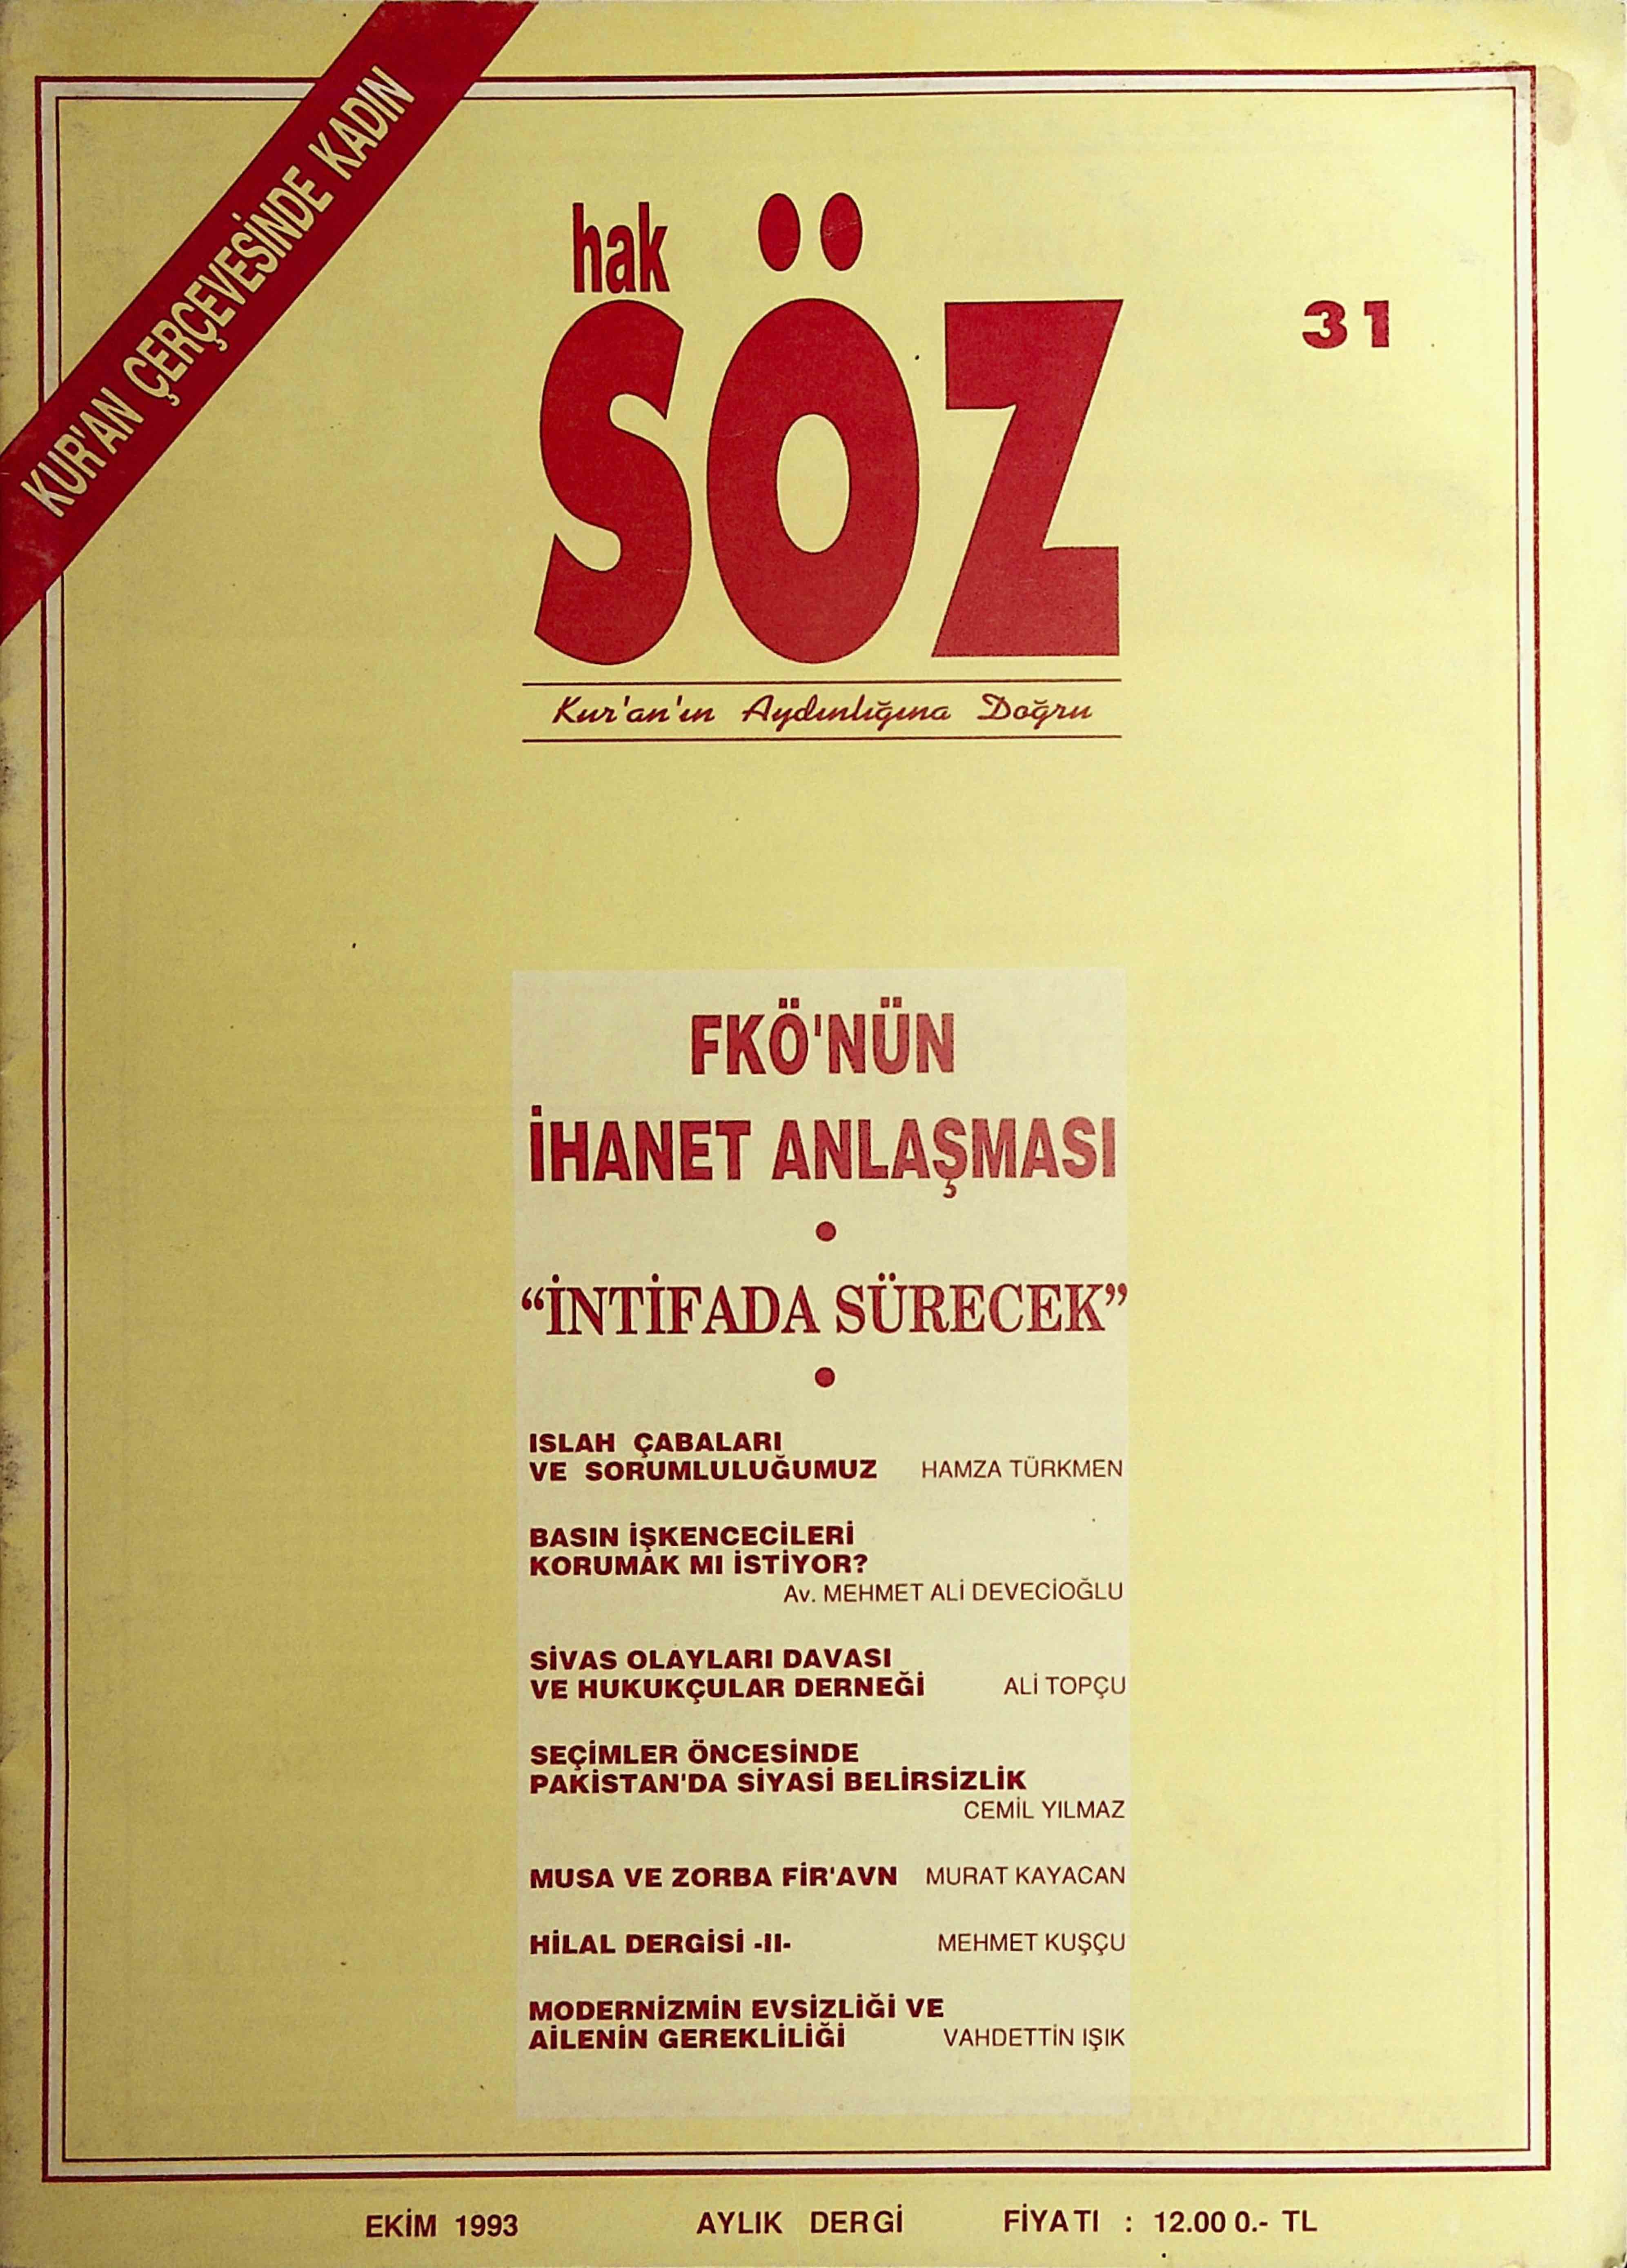 KUR'AN ÇERÇEVESİNDE KADIN
hak
SÖZ
31
Kur'an'ın Aydınlığına Doğru
FKÖ'NÜN
İHANET ANLAŞMASI
“İNTİFADA SÜRECEK”
ISLAH ÇABALARI
VE SORUMLULUĞUMUZ HAMZA TÜRKMEN
BASIN İŞKENCECİLERİ
KORUMAK MI İSTİYOR?
Av. MEHMET ALİ DEVECİOĞLU
SİVAS OLAYLARI DAVASI
VE HUKUKÇULAR DERNEĞİ ALİ TOPÇU
SEÇİMLER ÖNCESİNDE
PAKİSTAN'DA SİYASİ BELİRSİZLİK
CEMİL YILMAZ
MUSA VE ZORBA FİR'AVN MURAT KAYACAN
HİLAL DERGİSİ -II- MEHMET KUŞÇU
MODERNİZMİN EVSİZLİĞİ VE
AİLENİN GEREKLİLİĞİ VAHDETTİN IŞIK
EKİM 1993 AYLIK DERGİ FİYATI : 12.000.- TL